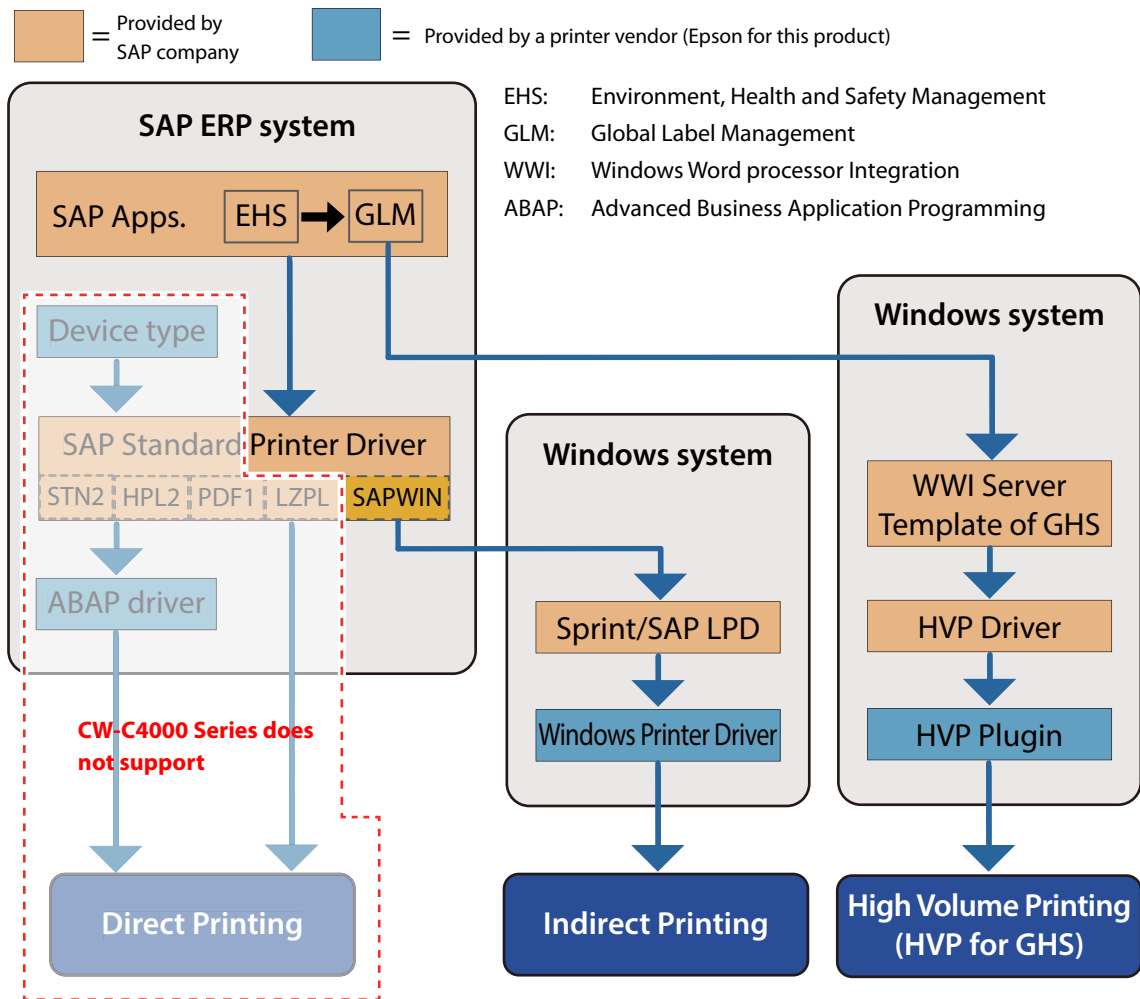 = Provided by
SAP company
= Provided by a printer vendor (Epson for this product)
EHS: Environment, Health and Safety Management
GLM: Global Label Management
WWI: Windows Word processor Integration
ABAP: Advanced Business Application Programming
SAP ERP system
SAP Apps.
EHS
GLM
Device type
SAP Standard Printer Driver
STN2
HPL2
PDF1
LZPL
SAPWIN
ABAP driver
CW-C4000 Series does
not support
Direct Printing
Windows system
Sprint/SAP LPD
Windows Printer Driver
Indirect Printing
Windows system
WWI Server
Template of GHS
HVP Driver
HVP Plugin
High Volume Printing
(HVP for GHS)